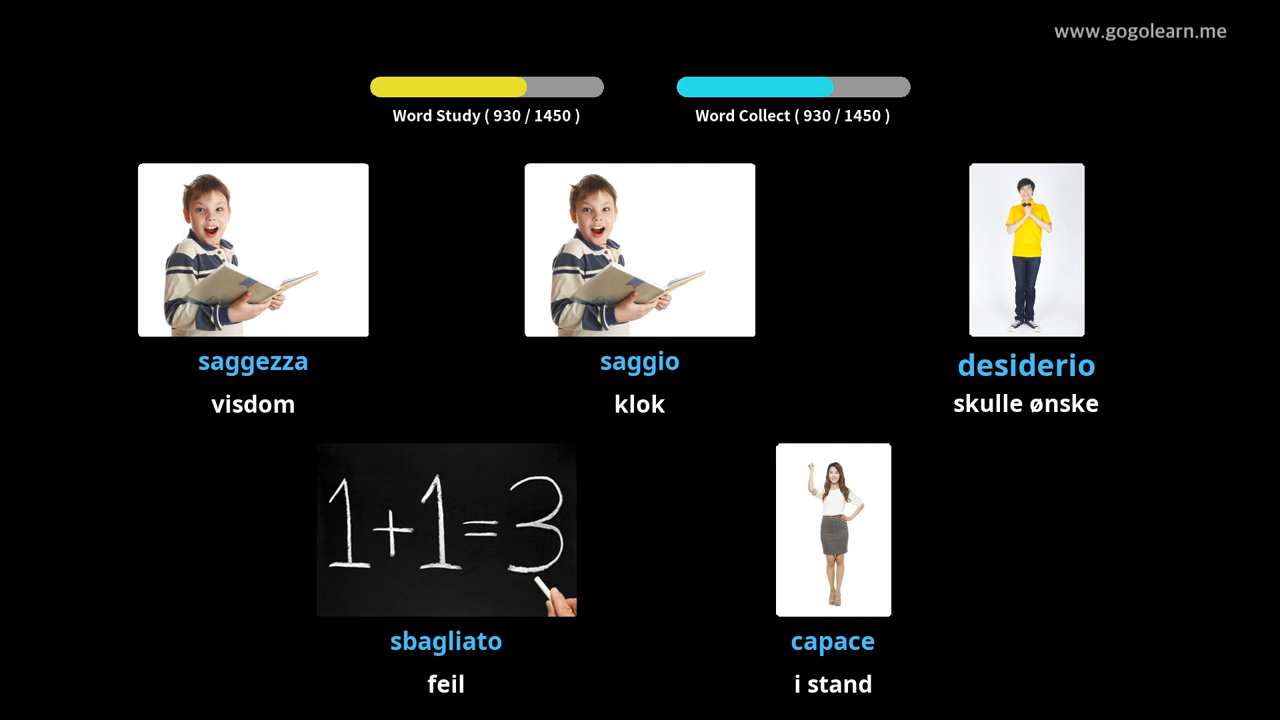 www.gogolearn.me
Word Study ( 930 / 1450 )
Word Collect ( 930 / 1450 )
saggezza
visdom
saggio
klok
desiderio
skulle ønske
1+1=3
sbagliato
feil
capace
i stand